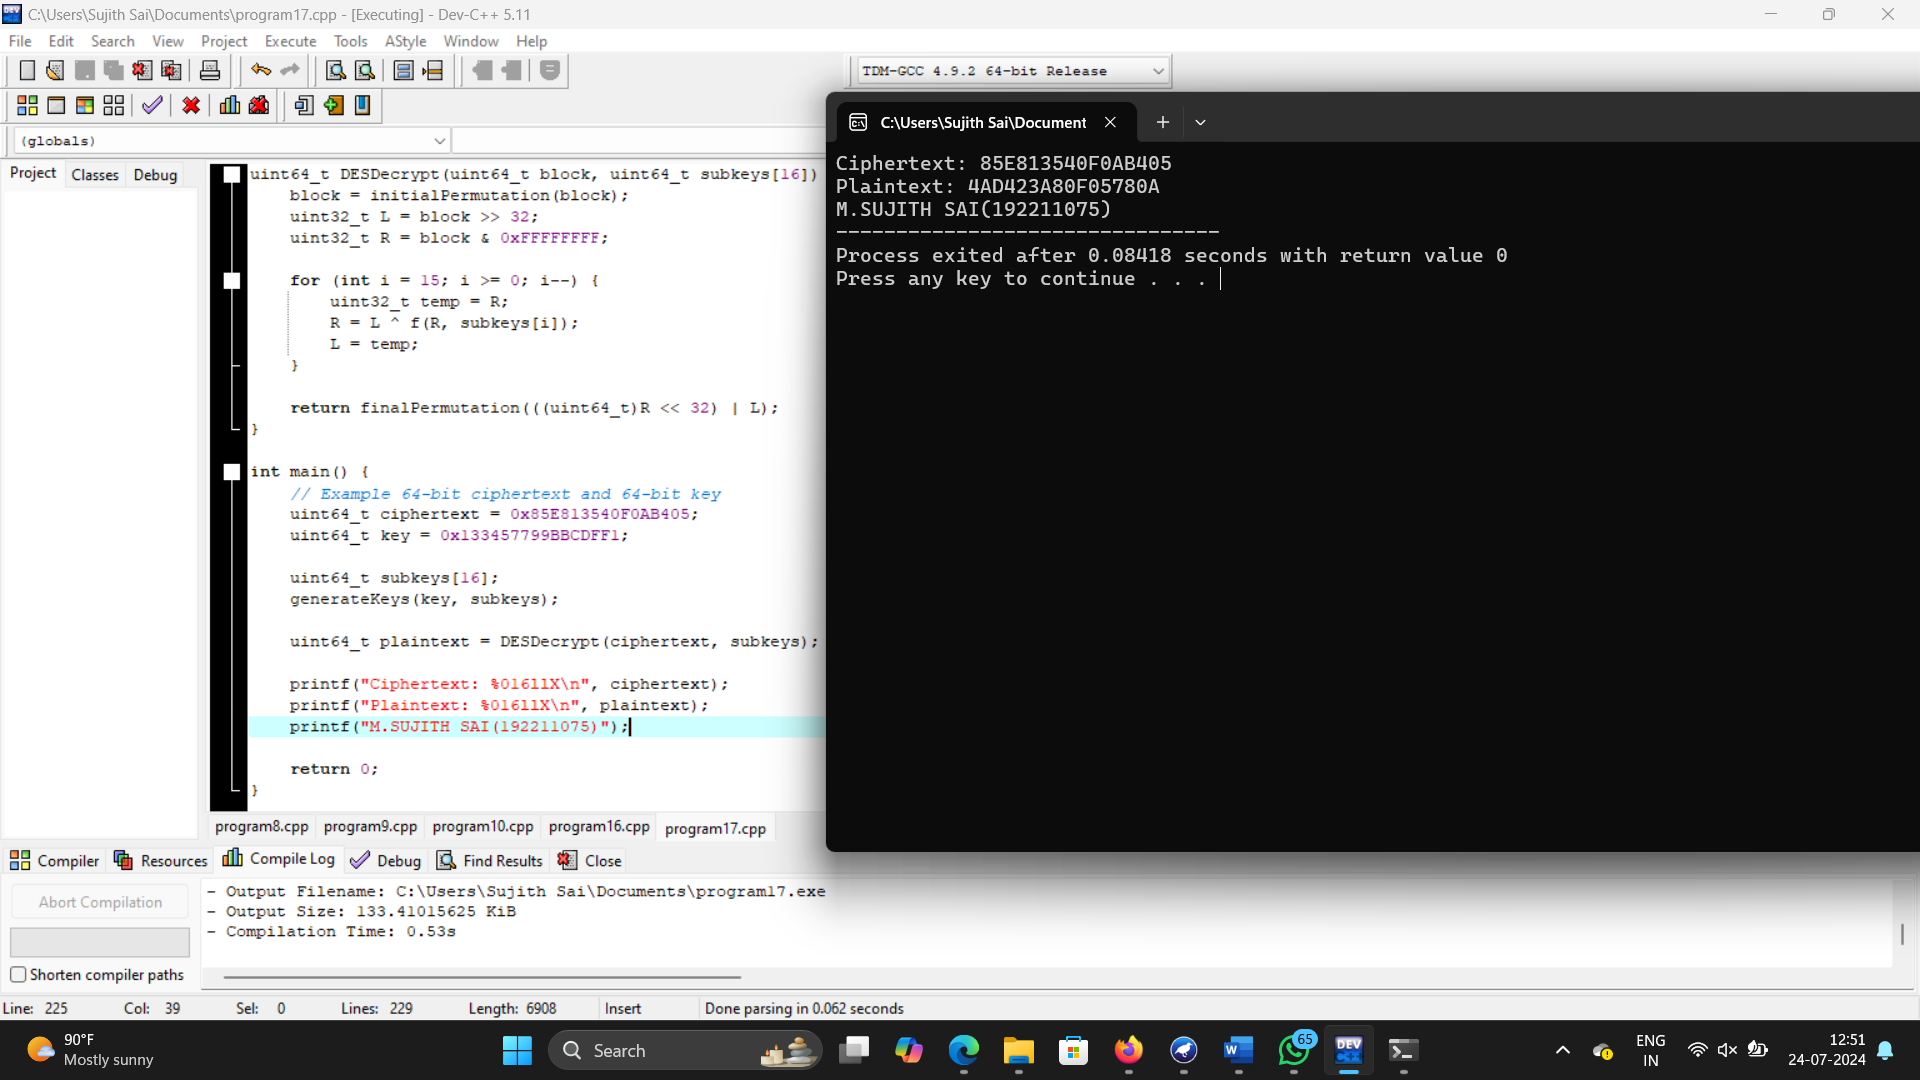 C:\Users\Sujith Sai\Documents\program17.cpp - [Executing] - Dev-C++ 5.11
File Edit Search View Project Execute Tools AStyle Window Help
TDM-GCC 4.9.2 64-bit Release
(globals)
Project Classes Debug
uint64_t DESDecrypt(uint64_t block, uint64_t subkeys[16])
block = initialPermutation(block);
uint32_t L = block >> 32;
uint32_t R = block & 0xFFFFFFFF;
for (int i = 15; i >= 0; i--) {
uint32_t temp = R;
R = L ^ f(R, subkeys[i]);
L = temp;
}
return finalPermutation(((uint64_t)R << 32) | L);
}
int main() {
// Example 64-bit ciphertext and 64-bit key
uint64_t ciphertext = 0x85E813540F0AB405;
uint64_t key = 0x133457799BBCDFF1;
uint64_t subkeys[16];
generateKeys(key, subkeys);
uint64_t plaintext = DESDecrypt(ciphertext, subkeys);
printf("Ciphertext: %016llX\n", ciphertext);
printf("Plaintext: %016llX\n", plaintext);
printf("M.SUJITH SAI(192211075)");
return 0;
}
C:\Users\Sujith Sai\Document
Ciphertext: 85E813540F0AB405
Plaintext: 4AD423A80F05780A
M.SUJITH SAI(192211075)
--------------------------------
Process exited after 0.08418 seconds with return value 0
Press any key to continue . . .
program8.cpp program9.cpp program10.cpp program16.cpp program17.cpp
Compiler Resources Compile Log Debug Find Results Close
Abort Compilation
Shorten compiler paths
- Output Filename: C:\Users\Sujith Sai\Documents\program17.exe
- Output Size: 133.41015625 KiB
- Compilation Time: 0.53s
Line: 225 Col: 39 Sel: 0 Lines: 229 Length: 6908 Insert Done parsing in 0.062 seconds
90°F
Mostly sunny
Search
65
DEV
C++
ENG
IN
12:51
24-07-2024